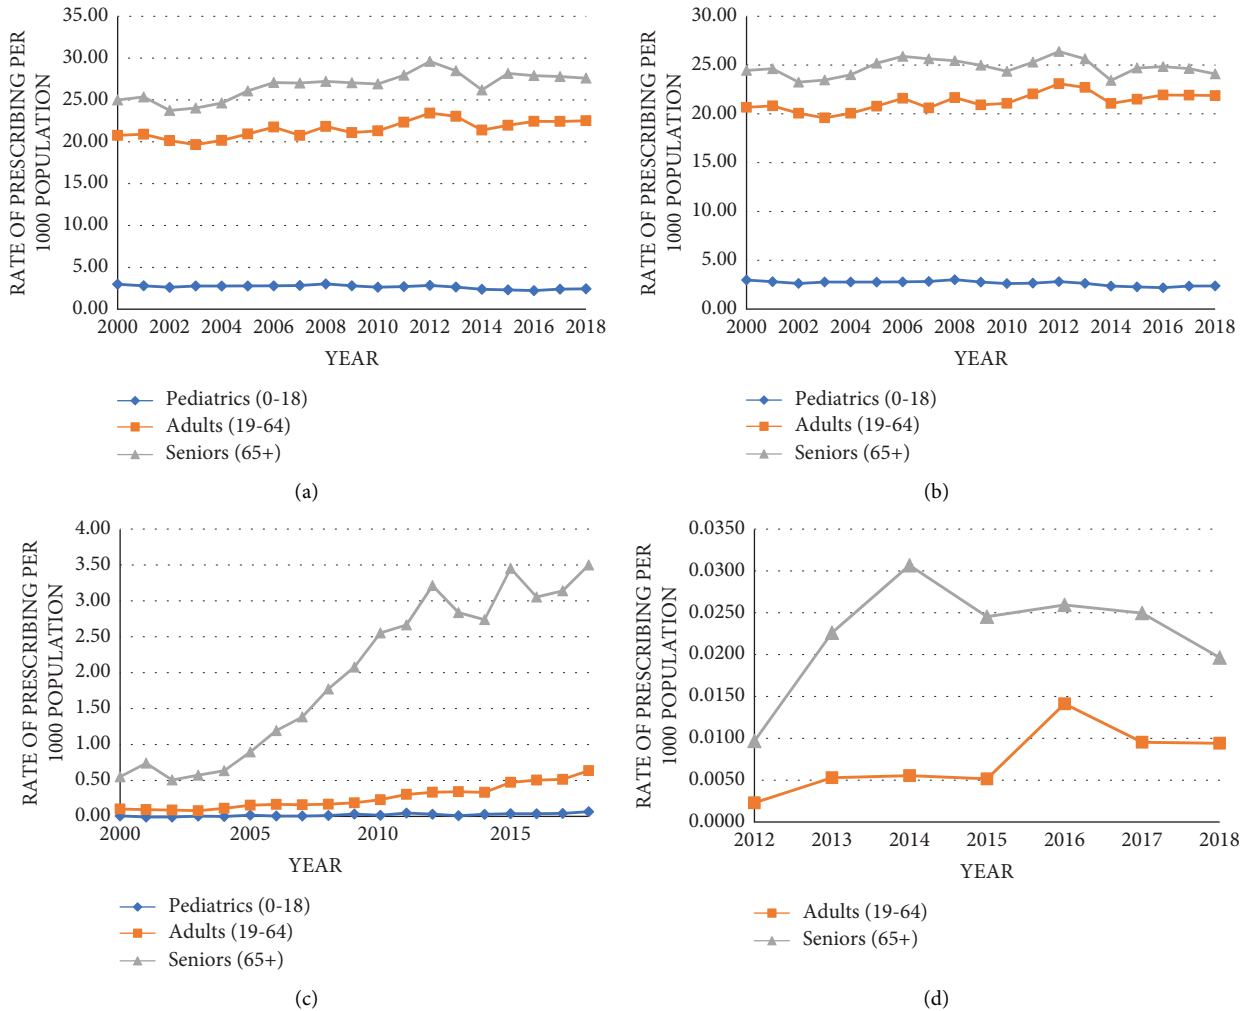 RATE OF PRESCRIBING PER
1000 POPULATION
35.00
30.00
25.00
20.00
15.00
10.00
5.00
0.00
2000 2002 2004 2006 2008 2010 2012 2014 2016 2018
YEAR
Pediatrics (0-18)
Adults (19-64)
Seniors (65+)
(a)
RATE OF PRESCRIBING PER
1000 POPULATION
30.00
25.00
20.00
15.00
10.00
5.00
0.00
2000 2002 2004 2006 2008 2010 2012 2014 2016 2018
YEAR
Pediatrics (0-18)
Adults (19-64)
Seniors (65+)
(b)
RATE OF PRESCRIBING PER
1000 POPULATION
4.00
3.50
3.00
2.50
2.00
1.50
1.00
0.50
0.00
2000 2005 2010 2015
YEAR
Pediatrics (0-18)
Adults (19-64)
Seniors (65+)
(c)
RATE OF PRESCRIBING PER
1000 POPULATION
0.0350
0.0300
0.0250
0.0200
0.0150
0.0100
0.0050
0.0000
2012 2013 2014 2015 2016 2017 2018
YEAR
Adults (19-64)
Seniors (65+)
(d)